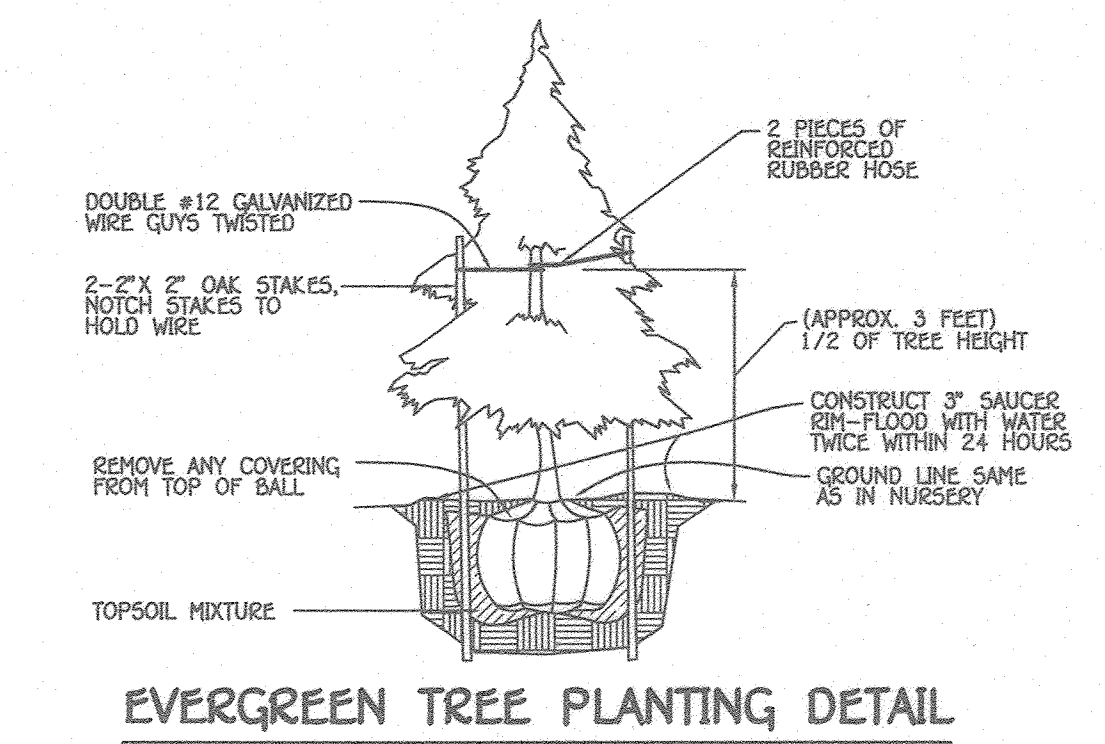 2 PIECES OF
REINFORCED
RUBBER HOSE
DOUBLE #12 GALVANIZED
WIRE GUYS TWISTED
2-2"X 2" OAK STAKES,
NOTCH STAKES TO
HOLD WIRE
(APPROX. 3 FEET)
1/2 OF TREE HEIGHT
CONSTRUCT 3" SAUCER
RIM-FLOOD WITH WATER
TWICE WITHIN 24 HOURS
REMOVE ANY COVERING
FROM TOP OF BALL
GROUND LINE SAME
AS IN NURSERY
TOPSOIL MIXTURE
EVERGREEN TREE PLANTING DETAIL